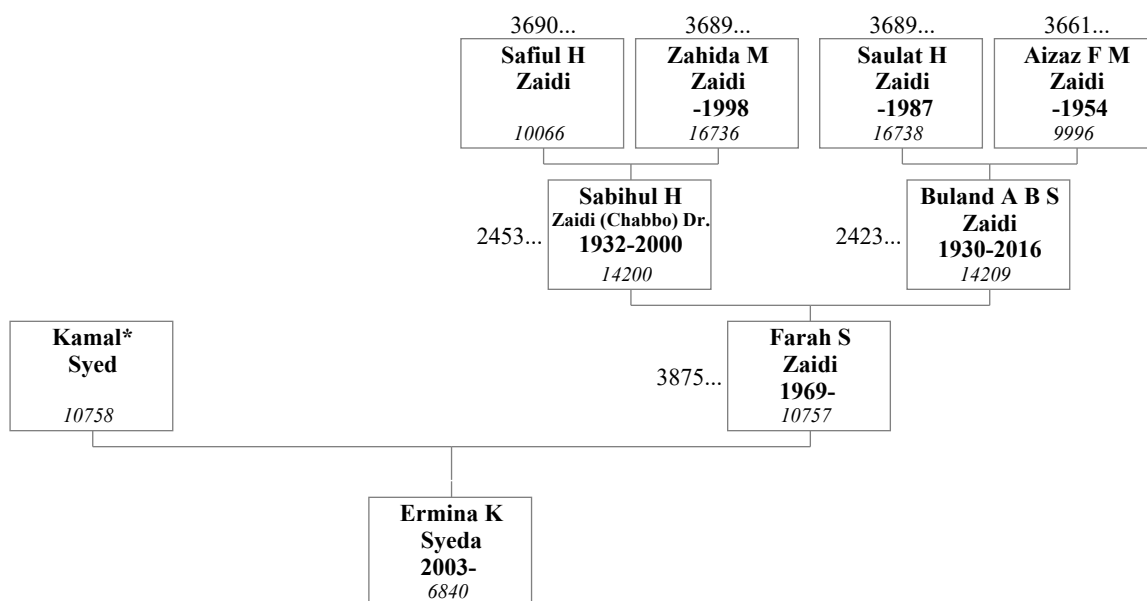 3690...
3689...
3689...
3661...
Safiul H
Zaidi
10066
Zahida M
Zaidi
-1998
16736
Saulat H
Zaidi
-1987
16738
Aizaz F M
Zaidi
-1954
9996
2453...
Sabihul H
Zaidi (Chabbo) Dr.
1932-2000
14200
2423...
Buland A B S
Zaidi
1930-2016
14209
Kamal*
Syed
10758
3875...
Farah S
Zaidi
1969-
10757
Ermina K
Syeda
2003-
6840